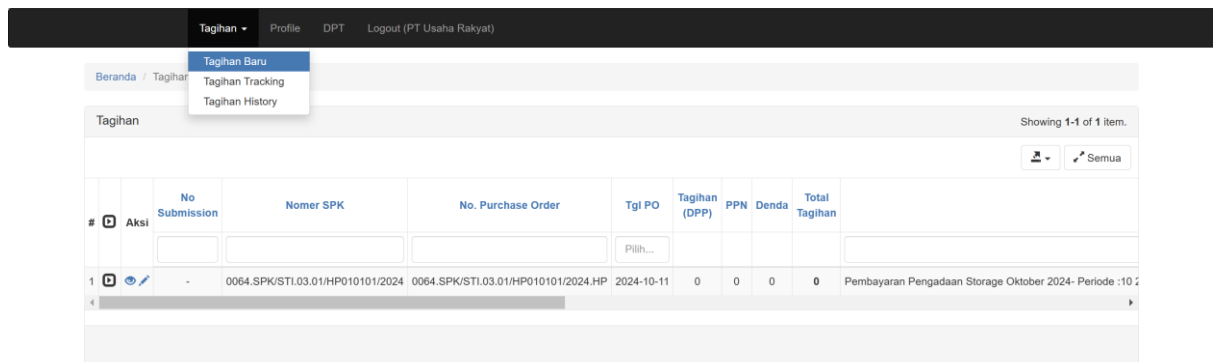 Tagihan Profile DPT Logout (PT Usaha Rakyat)
Tagihan Baru
Tagihan Tracking
Tagihan History
Beranda / Tagihan
Tagihan Showing 1-1 of 1 item.
Semua
# Aksi No Submission Nomer SPK No. Purchase Order Tgl PO Tagihan (DPP) PPN Denda Total Tagihan
Pilih...
1 - 0064.SPK/STI.03.01/HP010101/2024 0064.SPK/STI.03.01/HP010101/2024.HP 2024-10-11 0 0 0 0 Pembayaran Pengadaan Storage Oktober 2024- Periode :10